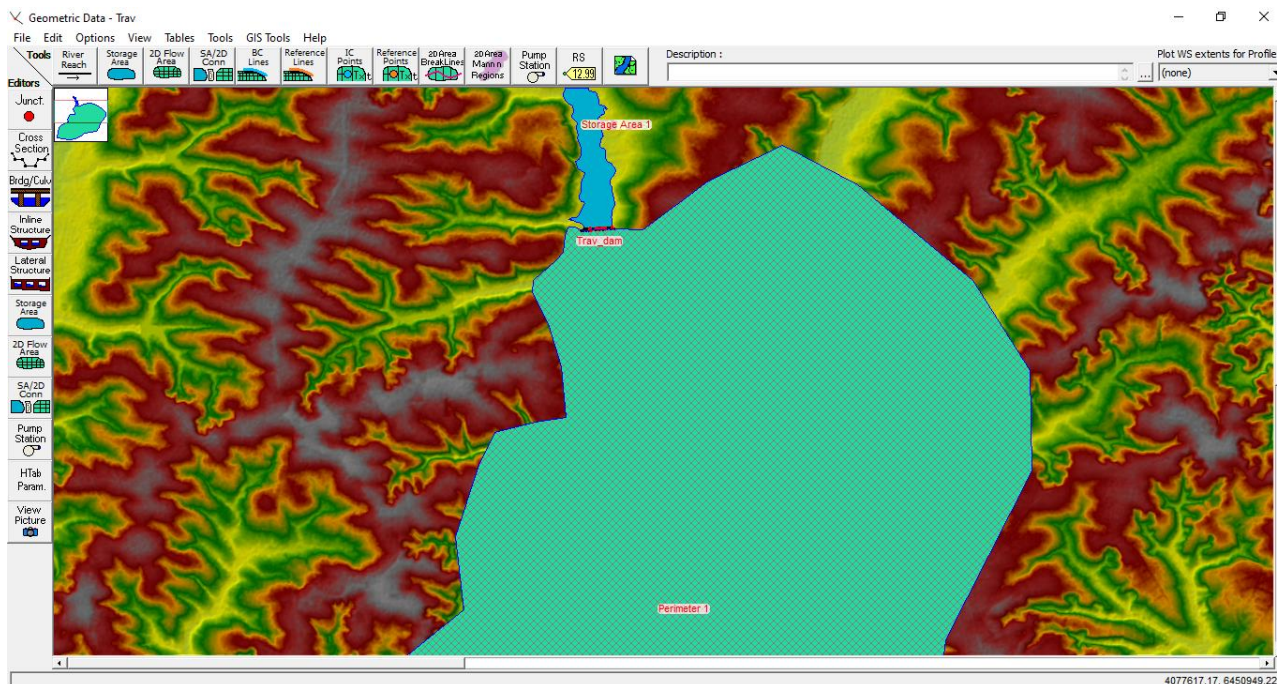 Geometric Data - Trav
File Edit Options View Tables Tools GIS Tools Help
Tools
Editors
River
Reach
Storage
Area
2D Flow
Area
SA/2D
Conn
BC
Lines
Reference
Lines
IC
Points
Reference
Points
2D Area
BreakLines
2D Area
Mann n
Regions
Pump
Station
RS
12.99
Description :
...
Plot WS extents for Profile
(none)
Junct.
Cross
Section
Brdg/Culv
Inline
Structure
Lateral
Structure
Storage
Area
2D Flow
Area
SA/2D
Conn
Pump
Station
HTab
Param.
View
Picture
Storage Area 1
Trav_dam
Perimeter 1
4077617.17, 6450949.22